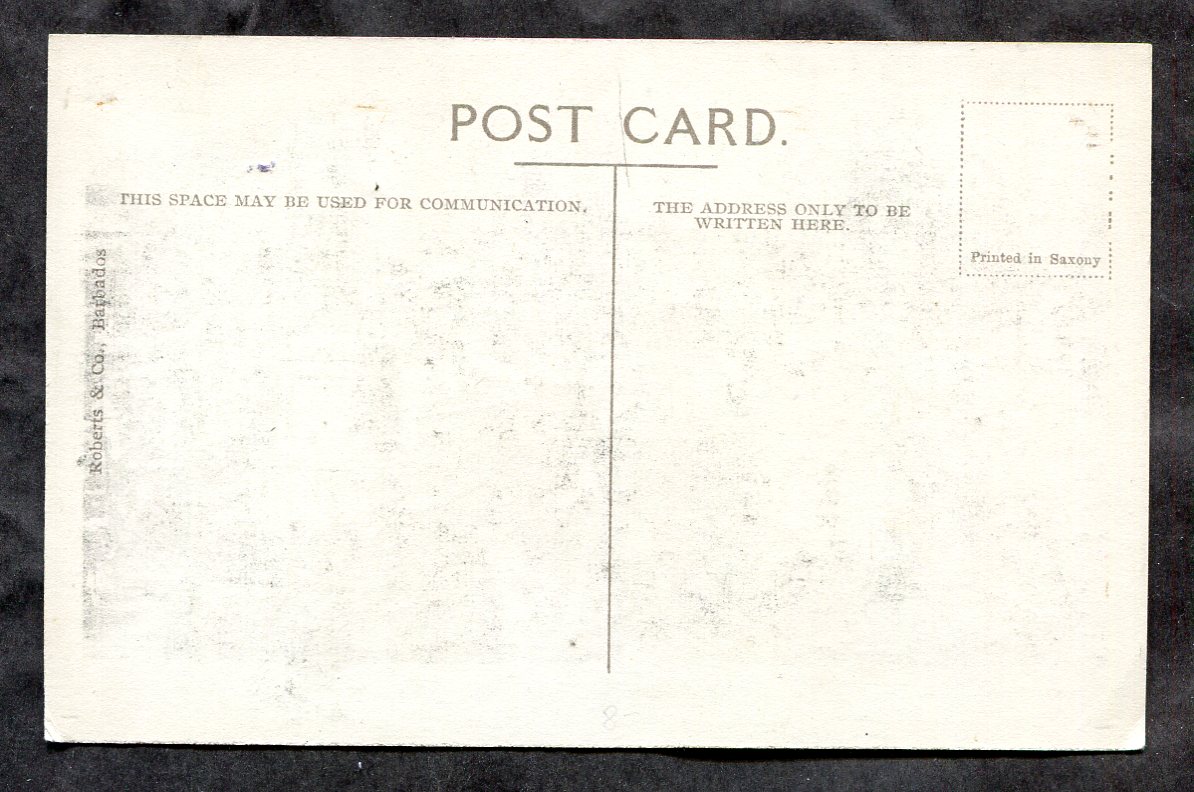 POST CARD.
THIS SPACE MAY BE USED FOR COMMUNICATION.
THE ADDRESS ONLY TO BE
WRITTEN HERE.
Printed in Saxony
Roberts & Co., Barbados
8-